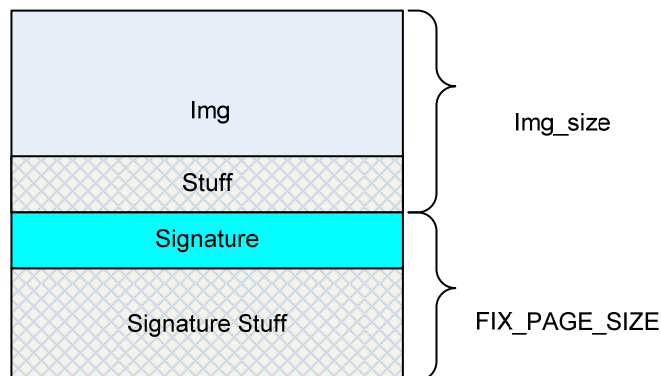 Img
Img_size
Stuff
Signature
Signature Stuff
FIX_PAGE_SIZE